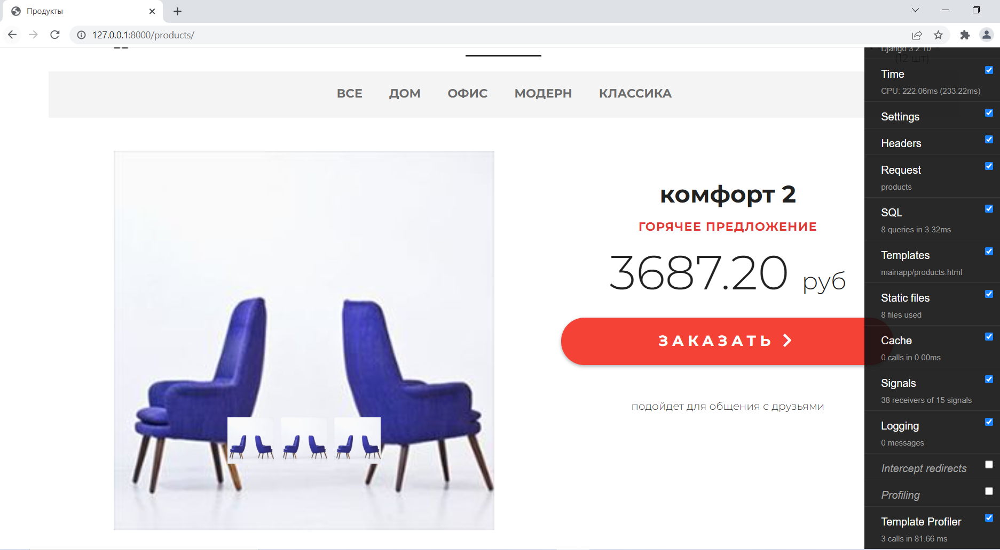 Продукты
127.0.0.1:8000/products/
Django 3.2.10
(12 шт)
ВСЕ ДОМ ОФИС МОДЕРН КЛАССИКА
комфорт 2
ГОРЯЧЕЕ ПРЕДЛОЖЕНИЕ
3687.20 руб
ЗАКАЗАТЬ
подойдет для общения с друзьями
Time
CPU: 222.06ms (233.22ms)
Settings
Headers
Request
products
SQL
8 queries in 3.32ms
Templates
mainapp/products.html
Static files
8 files used
Cache
0 calls in 0.00ms
Signals
38 receivers of 15 signals
Logging
0 messages
Intercept redirects
Profiling
Template Profiler
3 calls in 81.66 ms